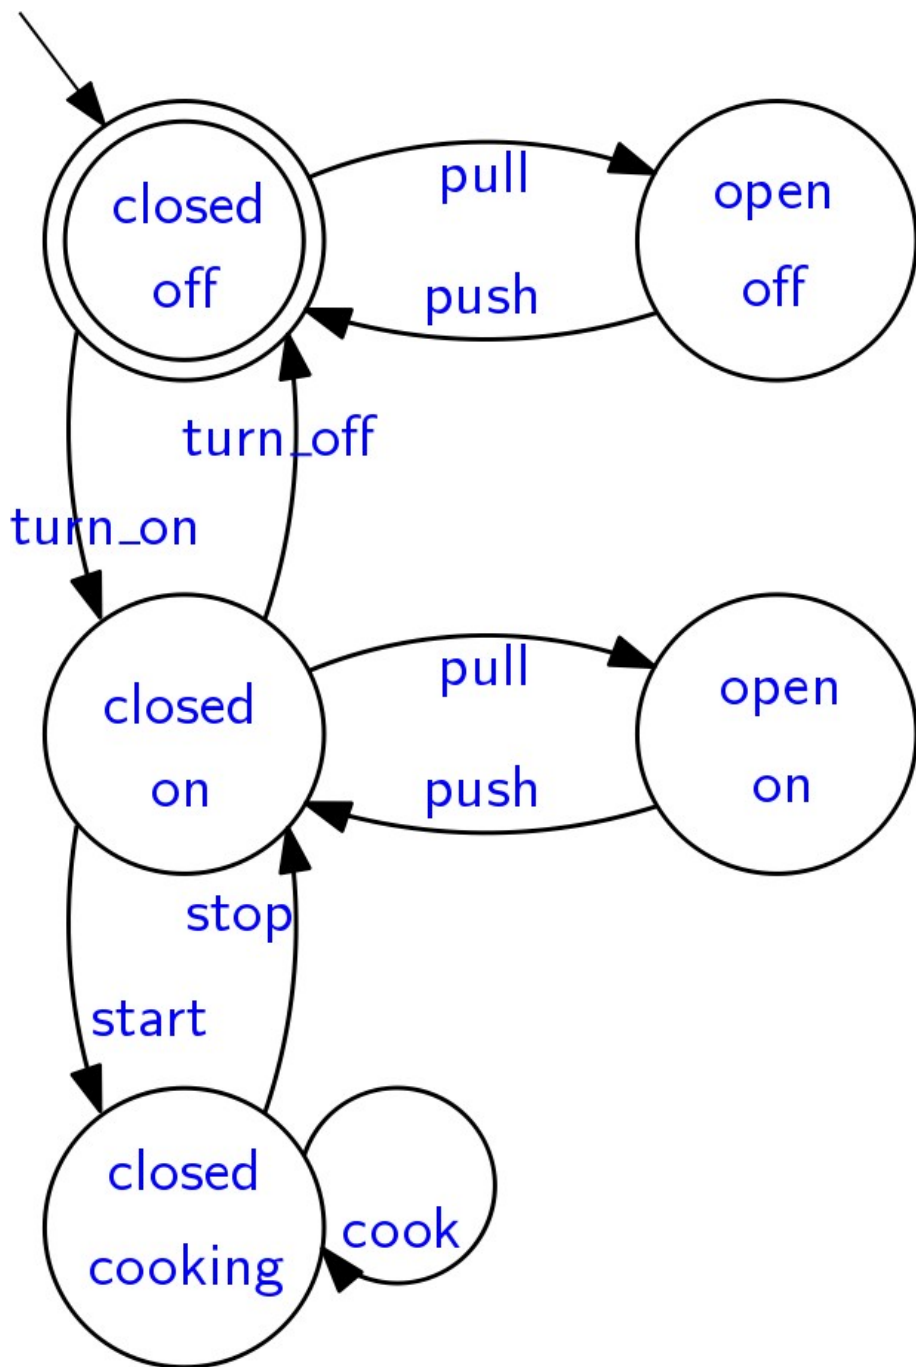 closed
off
pull
push
open
off
turn_off
turn_on
closed
on
pull
push
open
on
stop
start
closed
cooking
cook